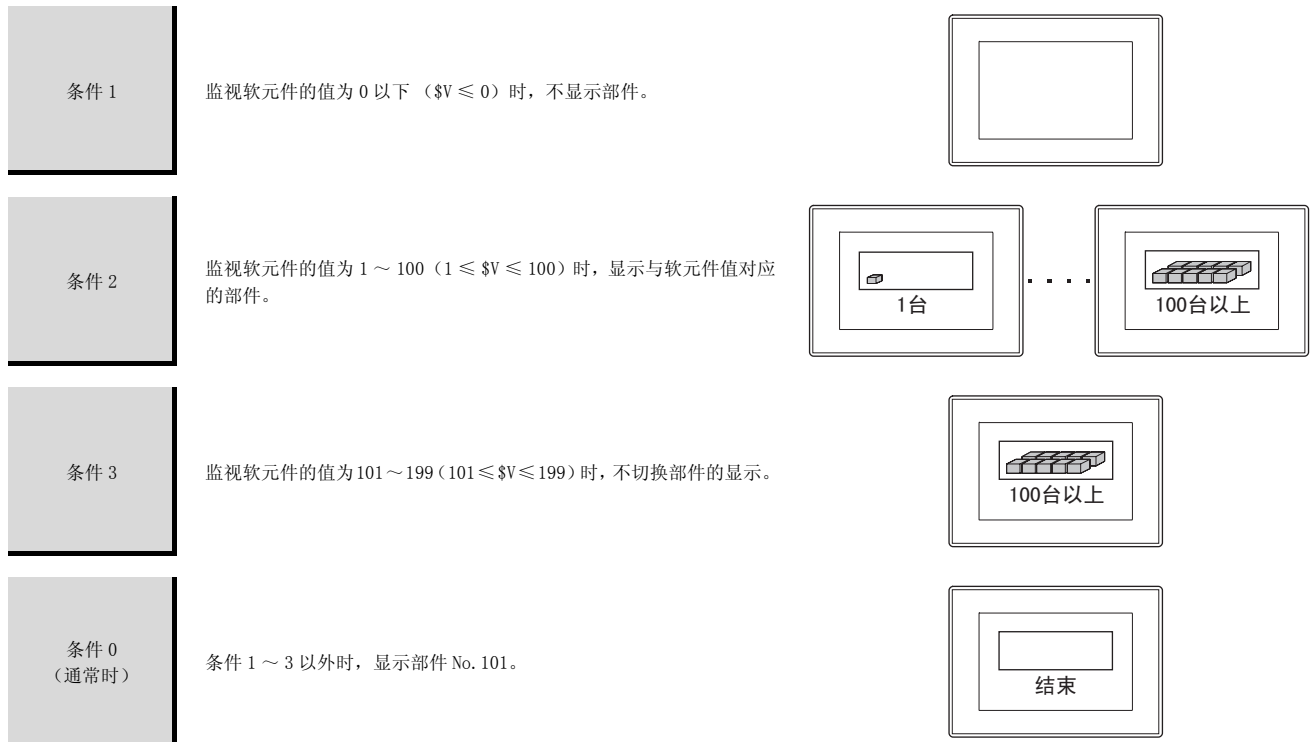 条件 1
监视软元件的值为 0 以下 （$V ≤ 0）时，不显示部件。
条件 2
监视软元件的值为 1 ～ 100（1 ≤ $V ≤ 100）时，显示与软元件值对应
的部件。
1台
100台以上
条件 3
监视软元件的值为101～199（101≤$V≤199）时，不切换部件的显示。
100台以上
条件 0
（通常时）
条件 1 ～ 3 以外时，显示部件 No.101。
结束